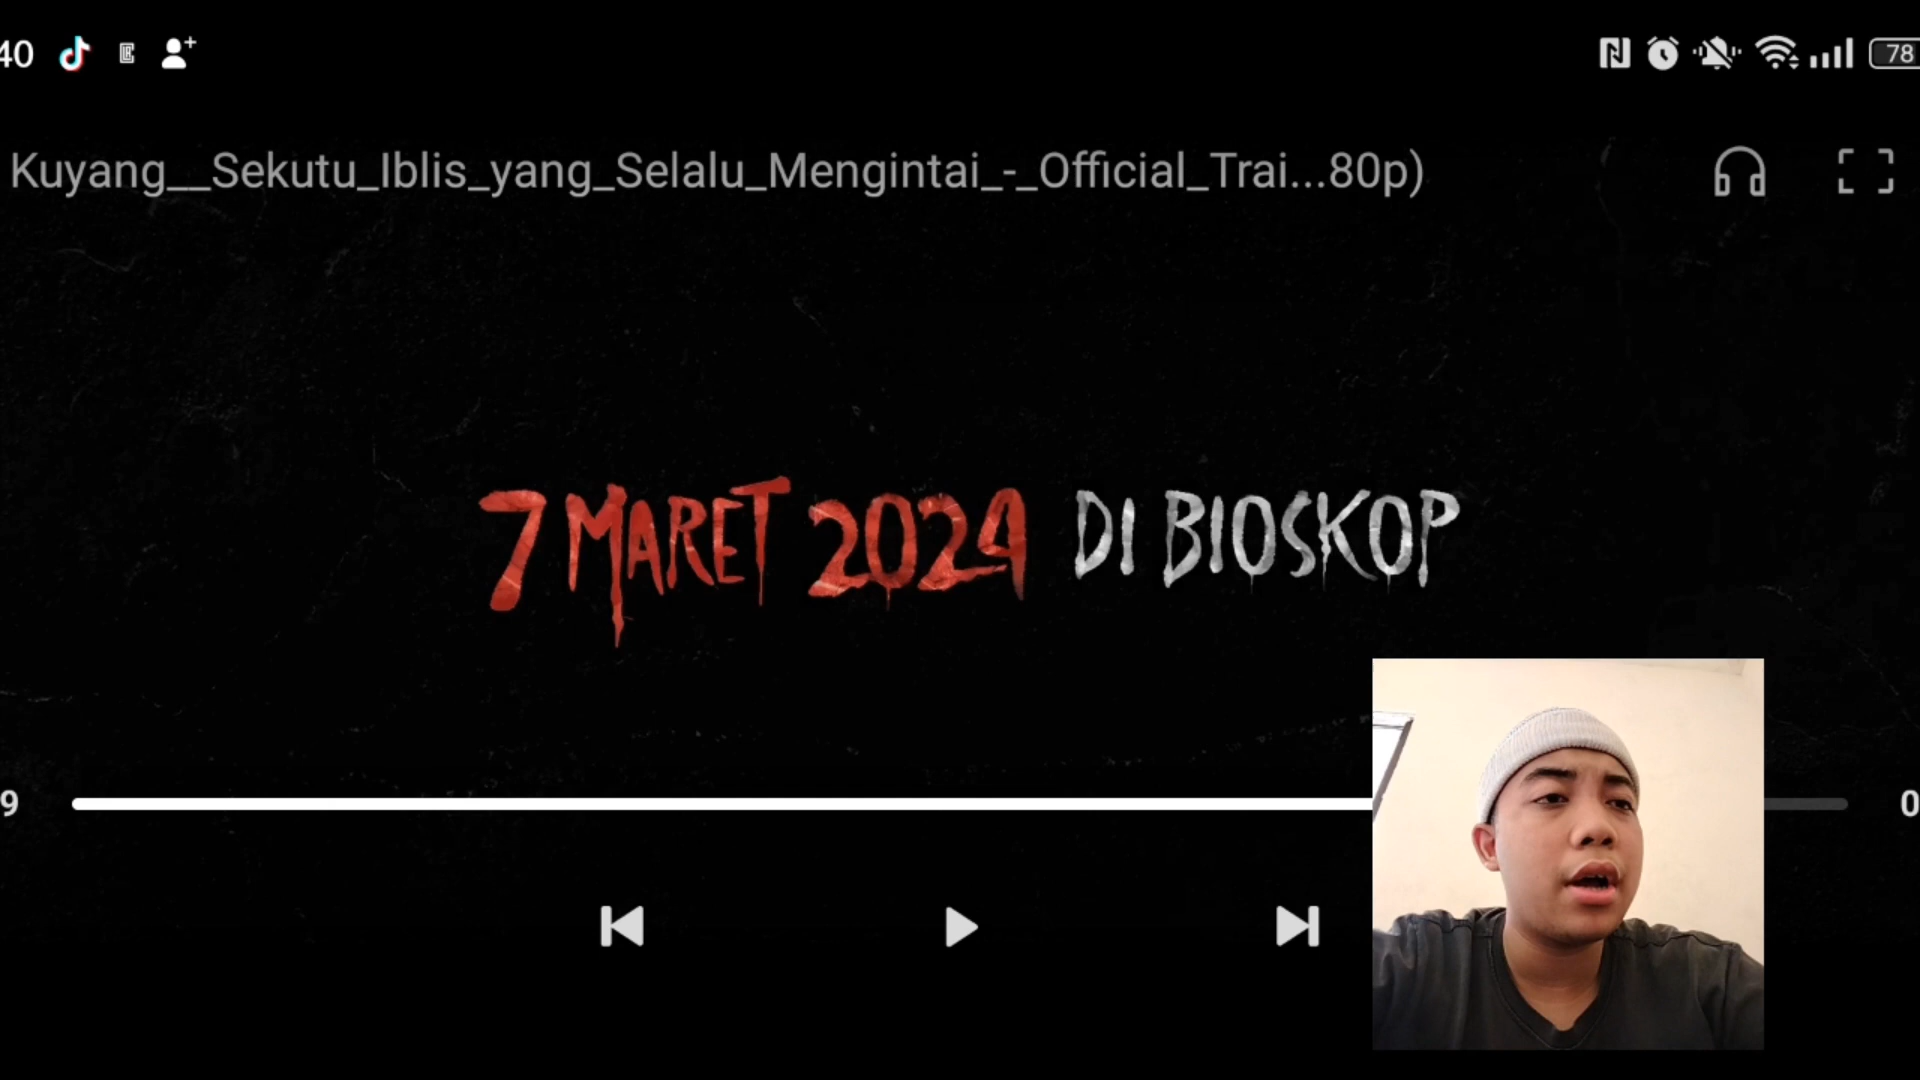 40
78
Kuyang__Sekutu_Iblis_yang_Selalu_Mengintai_-_Official_Trai...80p)
7 MARET 2024 DI BIOSKOP
9
0